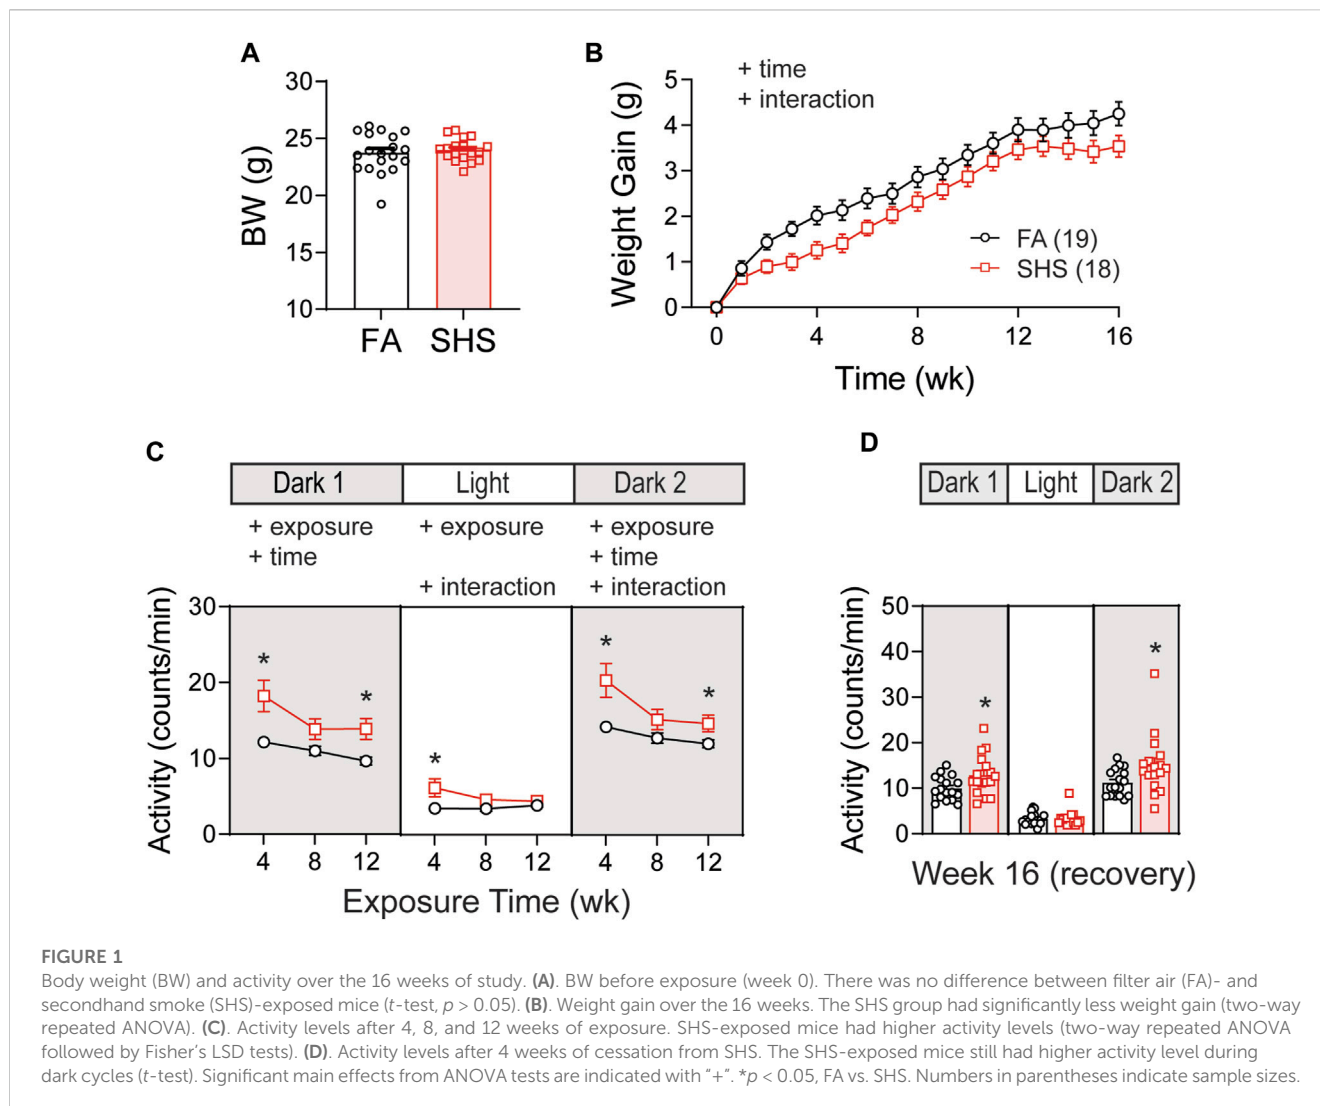 A
BW (g)
30
25
20
15
10
FA SHS
B
+ time
+ interaction
Weight Gain (g)
5
4
3
2
1
0
FA (19)
SHS (18)
0 4 8 12 16
Time (wk)
C
Dark 1 Light Dark 2
+ exposure + exposure + exposure
+ time + time
+ interaction + interaction
Activity (counts/min)
30
20
10
0
* * * * *
4 8 12 4 8 12 4 8 12
Exposure Time (wk)
D
Dark 1 Light Dark 2
Activity (counts/min)
50
40
30
20
10
0
* *
Week 16 (recovery)
FIGURE 1
Body weight (BW) and activity over the 16 weeks of study. (A). BW before exposure (week 0). There was no difference between filter air (FA)- and
secondhand smoke (SHS)-exposed mice (t-test, p > 0.05). (B). Weight gain over the 16 weeks. The SHS group had significantly less weight gain (two-way
repeated ANOVA). (C). Activity levels after 4, 8, and 12 weeks of exposure. SHS-exposed mice had higher activity levels (two-way repeated ANOVA
followed by Fisher’s LSD tests). (D). Activity levels after 4 weeks of cessation from SHS. The SHS-exposed mice still had higher activity level during
dark cycles (t-test). Significant main effects from ANOVA tests are indicated with “+”. *p < 0.05, FA vs. SHS. Numbers in parentheses indicate sample sizes.